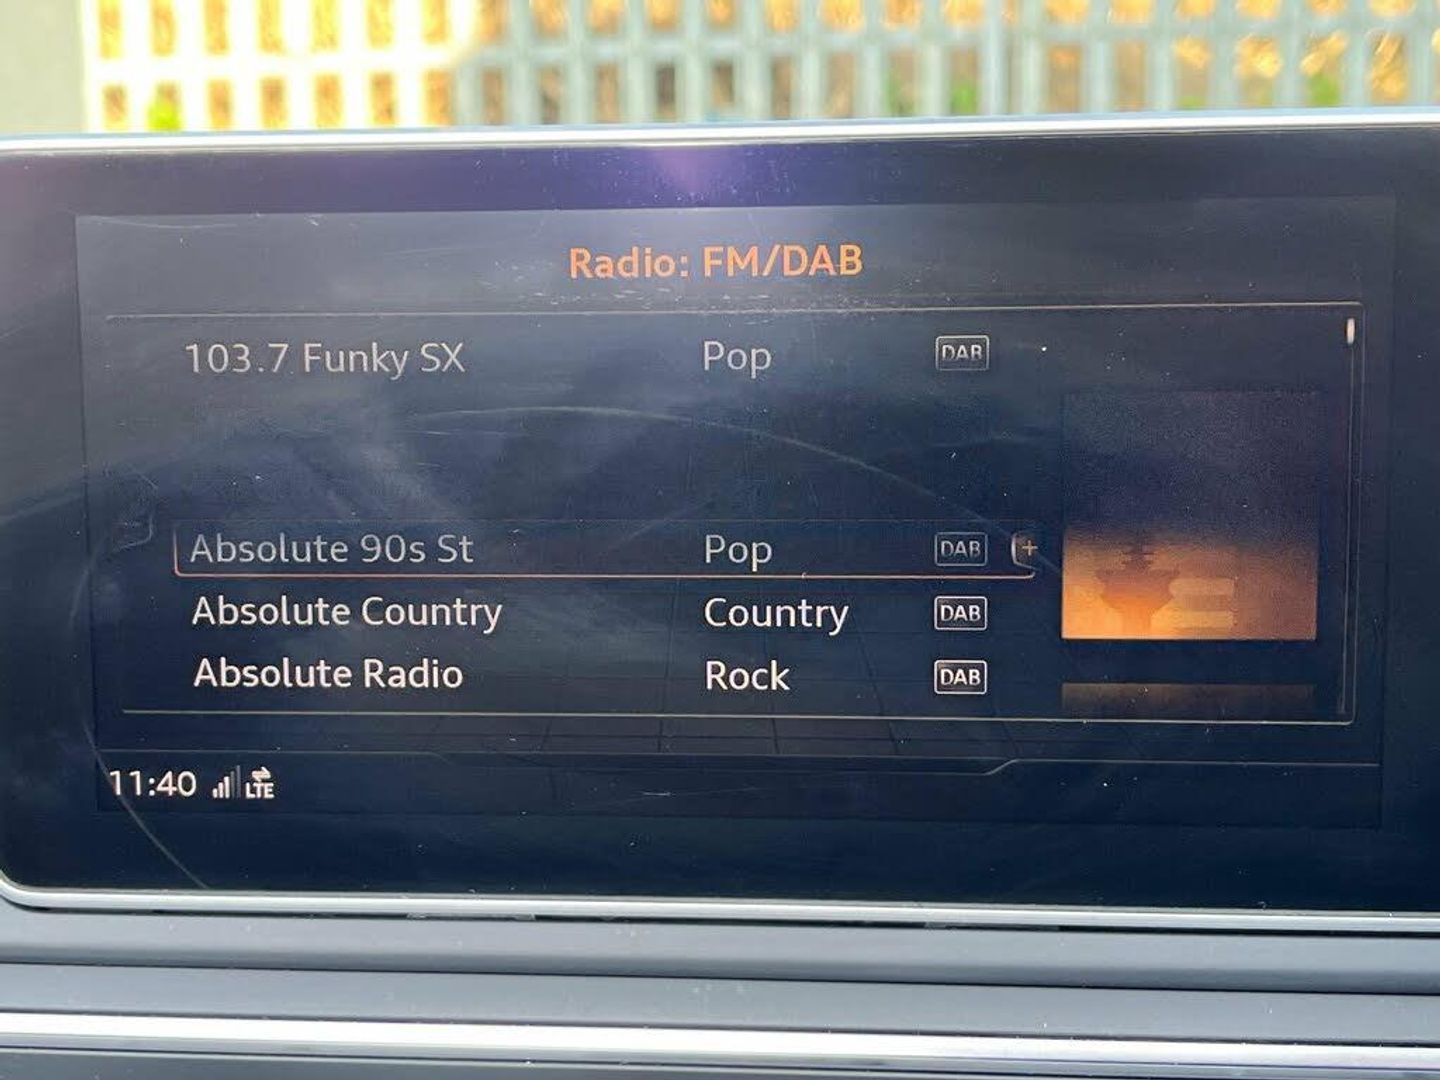 Radio: FM/DAB
103.7 Funky SX Pop DAB
Absolute 90s St Pop DAB +
Absolute Country Country DAB
Absolute Radio Rock DAB
11:40 LTE